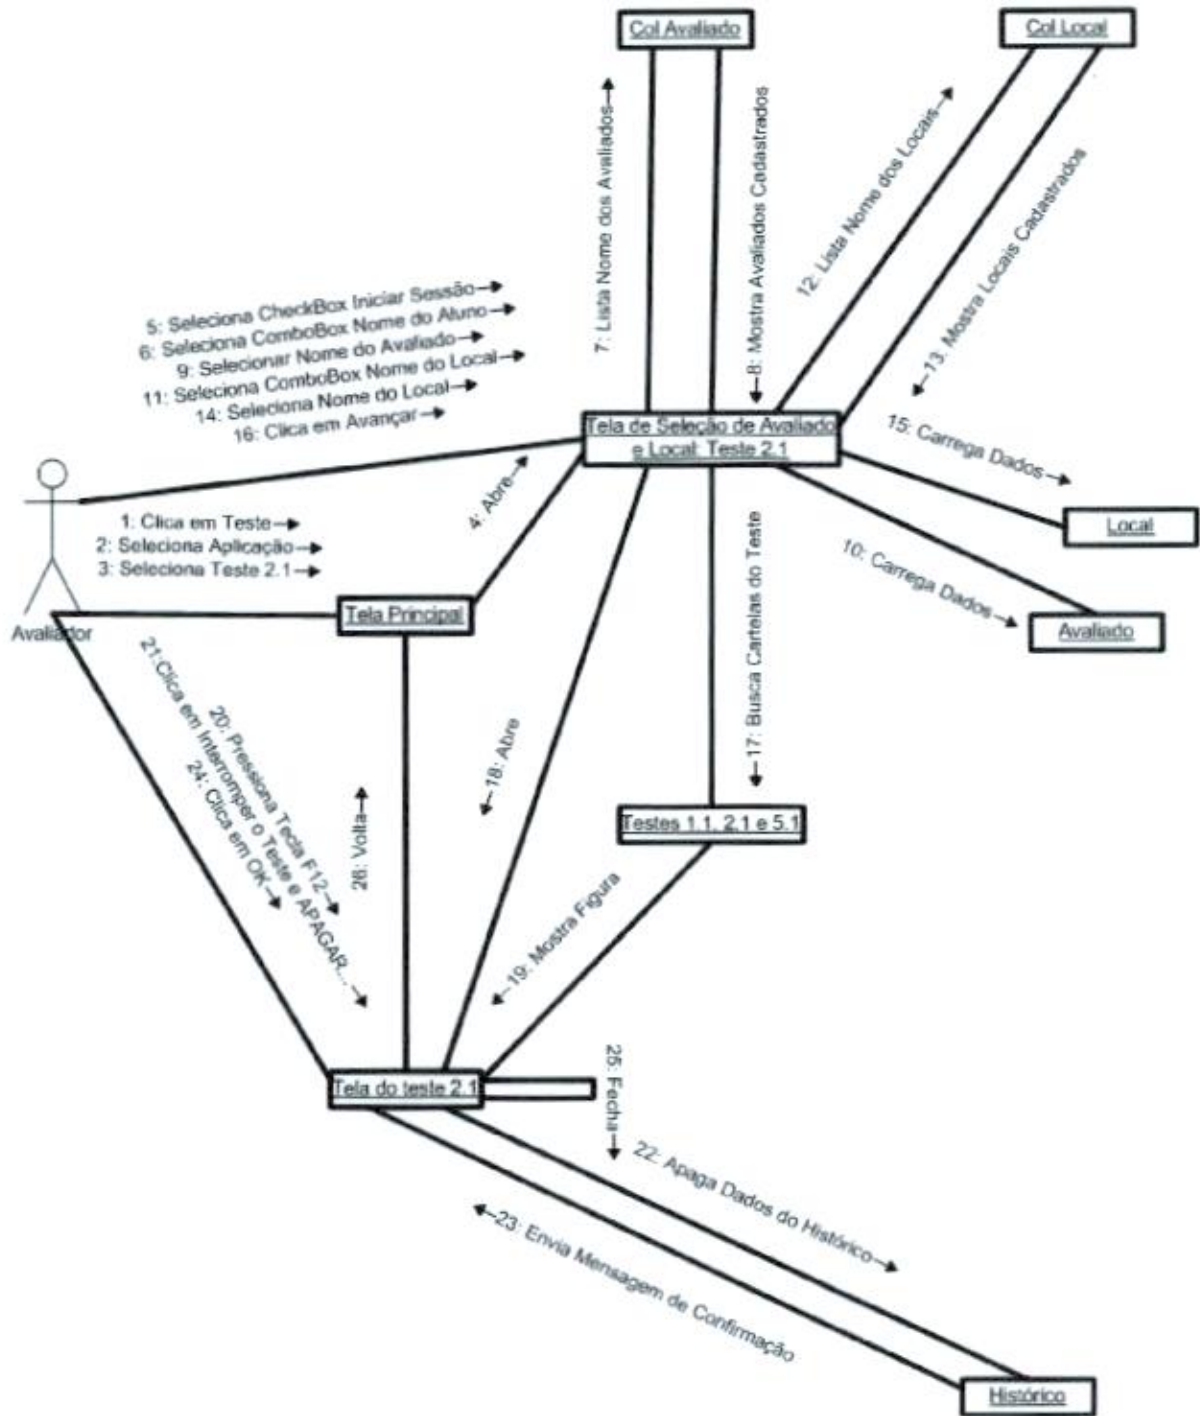 Col Avaliado
Col Local
7: Lista Nome dos Avaliados
8: Mostra Avaliados Cadastrados
12: Lista Nome dos Locais
13: Mostra Locais Cadastrados
5: Seleciona CheckBox Iniciar Sessão
6: Seleciona ComboBox Nome do Aluno
9: Selecionar Nome do Avaliado
11: Seleciona ComboBox Nome do Local
14: Seleciona Nome do Local
16: Clica em Avançar
Tela de Seleção de Avaliado
e Local: Teste 2.1
15: Carrega Dados
Local
4: Abre
1: Clica em Teste
2: Seleciona Aplicação
3: Seleciona Teste 2.1
10: Carrega Dados
Tela Principal
Avaliador
Avaliado
17: Busca Cartelas do Teste
20: Pressiona Tecla F12
21:Clica em Interromper o Teste e APAGAR...
24: Clica em OK
26: Volta
18: Abre
Testes 1.1, 2.1 e 5.1
19: Mostra Figura
Tela do teste 2.1
25: Fecha
22: Apaga Dados do Histórico
23: Envia Mensagem de Confirmação
Histórico